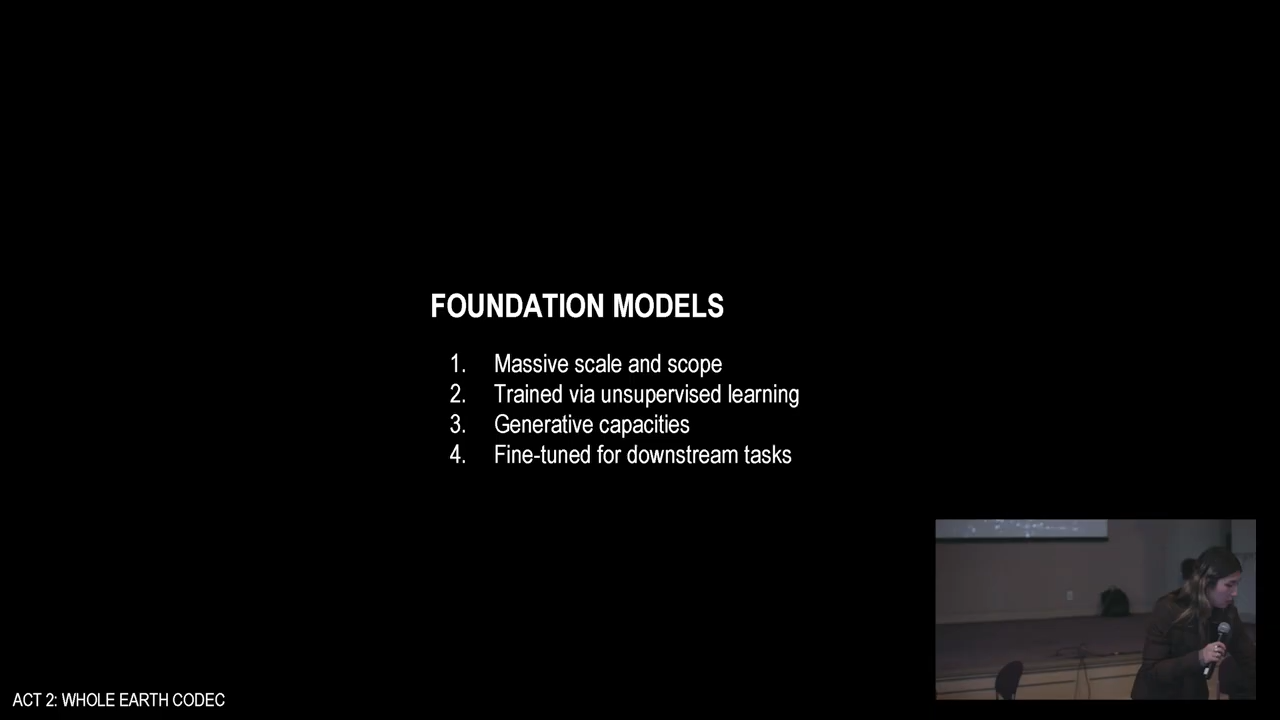 FOUNDATION MODELS
1. Massive scale and scope
2. Trained via unsupervised learning
3. Generative capacities
4. Fine-tuned for downstream tasks
ACT 2: WHOLE EARTH CODEC